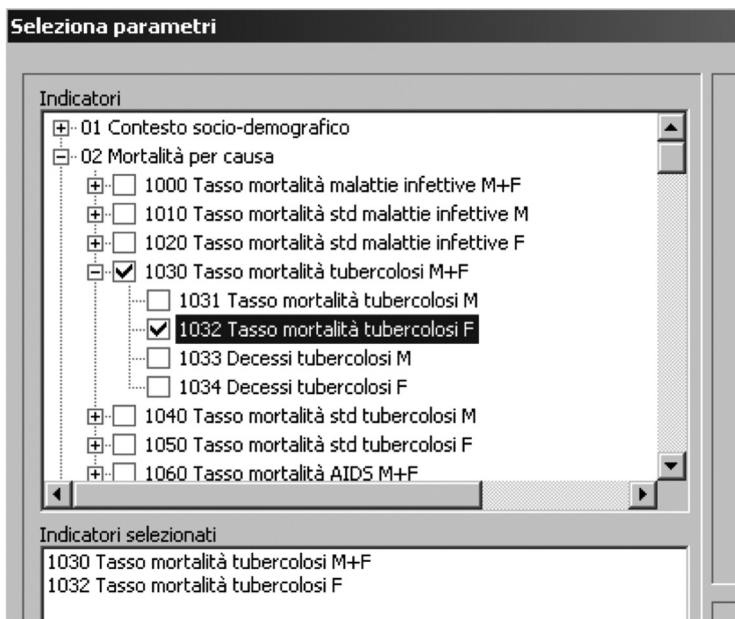 Seleziona parametri
Indicatori
01 Contesto socio-demografico
02 Mortalità per causa
1000 Tasso mortalità malattie infettive M+F
1010 Tasso mortalità std malattie infettive M
1020 Tasso mortalità std malattie infettive F
1030 Tasso mortalità tubercolosi M+F
1031 Tasso mortalità tubercolosi M
1032 Tasso mortalità tubercolosi F
1033 Decessi tubercolosi M
1034 Decessi tubercolosi F
1040 Tasso mortalità std tubercolosi M
1050 Tasso mortalità std tubercolosi F
1060 Tasso mortalità AIDS M+F
Indicatori selezionati
1030 Tasso mortalità tubercolosi M+F
1032 Tasso mortalità tubercolosi F